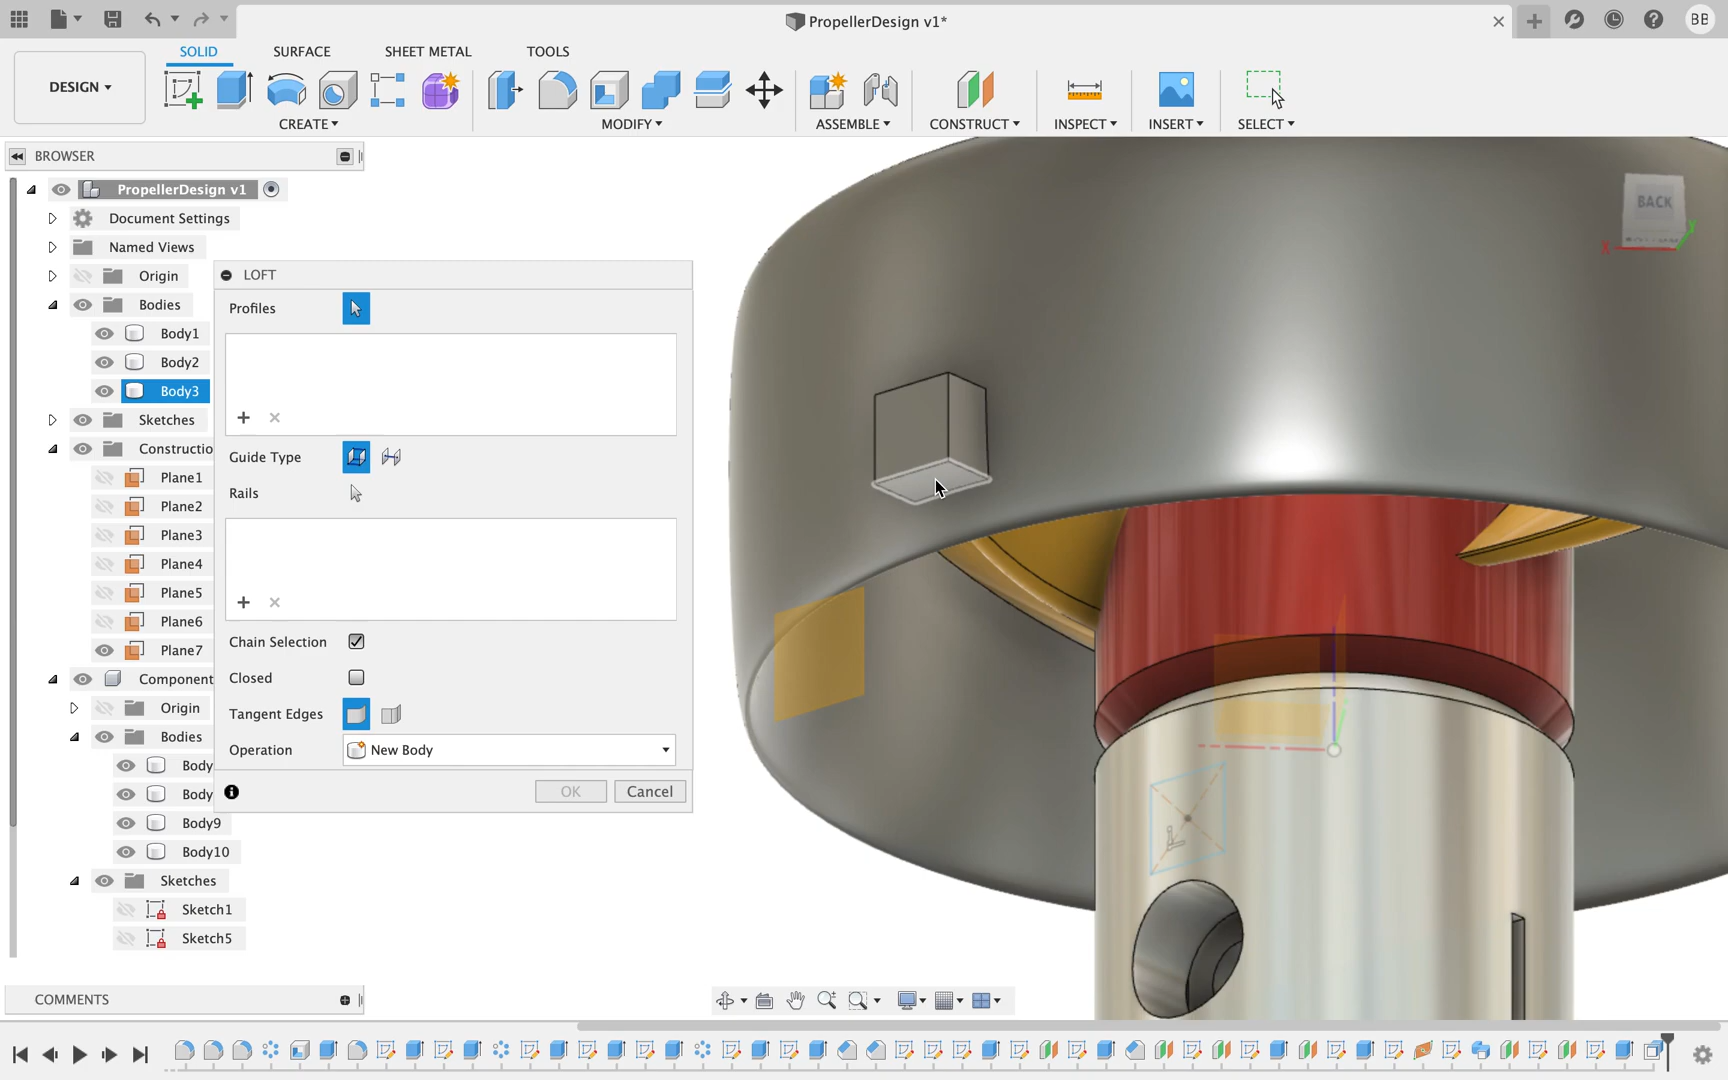 PropellerDesign v1*
BB
DESIGN
SOLID
SURFACE
SHEET METAL
TOOLS
CREATE
MODIFY
ASSEMBLE
CONSTRUCT
INSPECT
INSERT
SELECT
BROWSER
PropellerDesign v1
Document Settings
Named Views
Origin
Bodies
Body1
Body2
Body3
Sketches
Constructio
Plane1
Plane2
Plane3
Plane4
Plane5
Plane6
Plane7
Component
Origin
Bodies
Body
Body
Body9
Body10
Sketches
Sketch1
Sketch5
LOFT
Profiles
Guide Type
Rails
Chain Selection
Closed
Tangent Edges
Operation
New Body
OK
Cancel
BACK
X
Y
COMMENTS